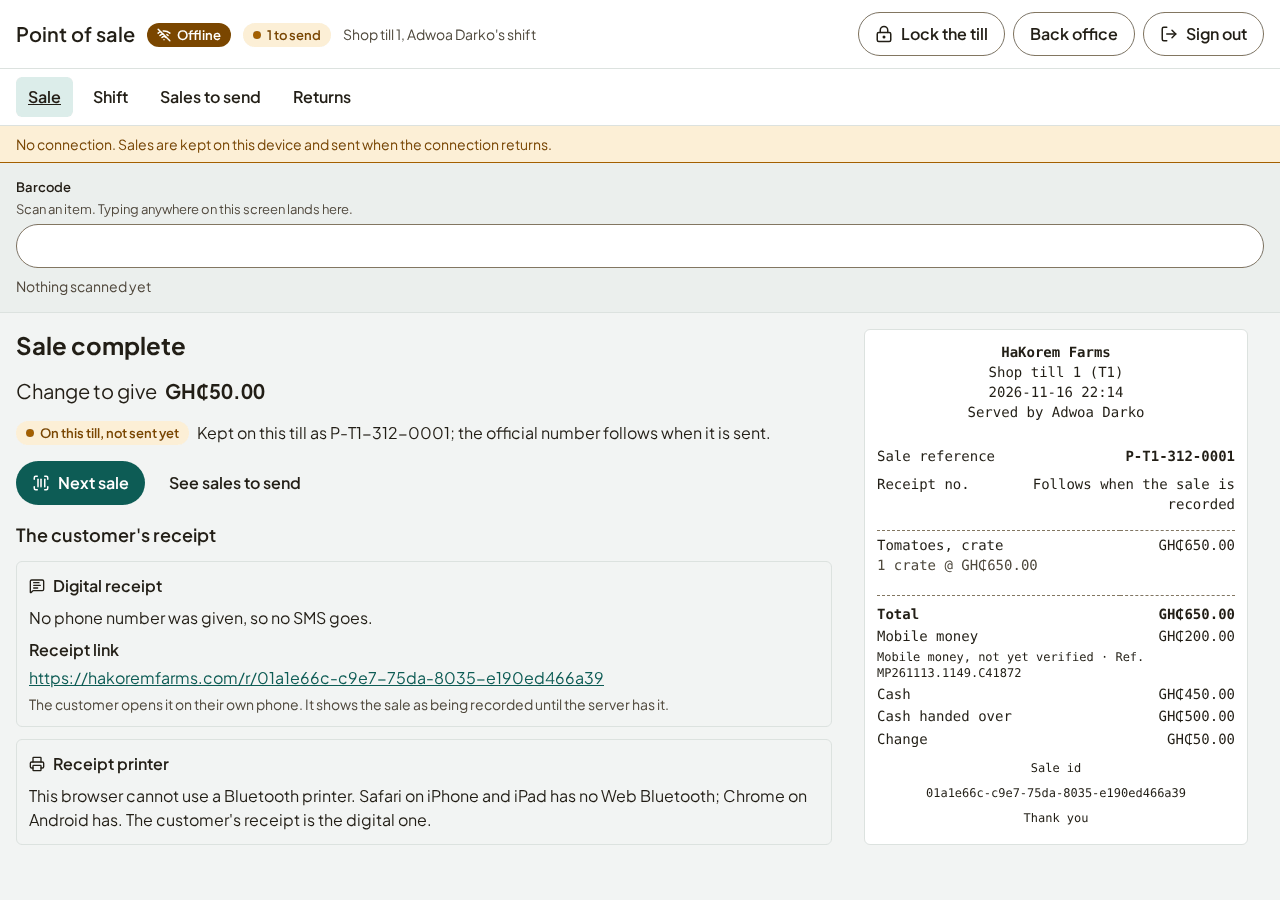 Point of sale
Offline
1 to send
Shop till 1, Adwoa Darko's shift
Lock the till
Back office
Sign out
Sale
Shift
Sales to send
Returns
No connection. Sales are kept on this device and sent when the connection returns.
Barcode
Scan an item. Typing anywhere on this screen lands here.
Nothing scanned yet
Sale complete
Change to give GH₵50.00
On this till, not sent yet
Kept on this till as P-T1-312-0001; the official number follows when it is sent.
Next sale
See sales to send
The customer's receipt
Digital receipt
No phone number was given, so no SMS goes.
Receipt link
https://hakoremfarms.com/r/01a1e66c-c9e7-75da-8035-e190ed466a39
The customer opens it on their own phone. It shows the sale as being recorded until the server has it.
Receipt printer
This browser cannot use a Bluetooth printer. Safari on iPhone and iPad has no Web Bluetooth; Chrome on
Android has. The customer's receipt is the digital one.
HaKorem Farms
Shop till 1 (T1)
2026-11-16 22:14
Served by Adwoa Darko
Sale reference P-T1-312-0001
Receipt no. Follows when the sale is
recorded
Tomatoes, crate GH₵650.00
1 crate @ GH₵650.00
Total GH₵650.00
Mobile money GH₵200.00
Mobile money, not yet verified · Ref.
MP261113.1149.C41872
Cash GH₵450.00
Cash handed over GH₵500.00
Change GH₵50.00
Sale id
01a1e66c-c9e7-75da-8035-e190ed466a39
Thank you